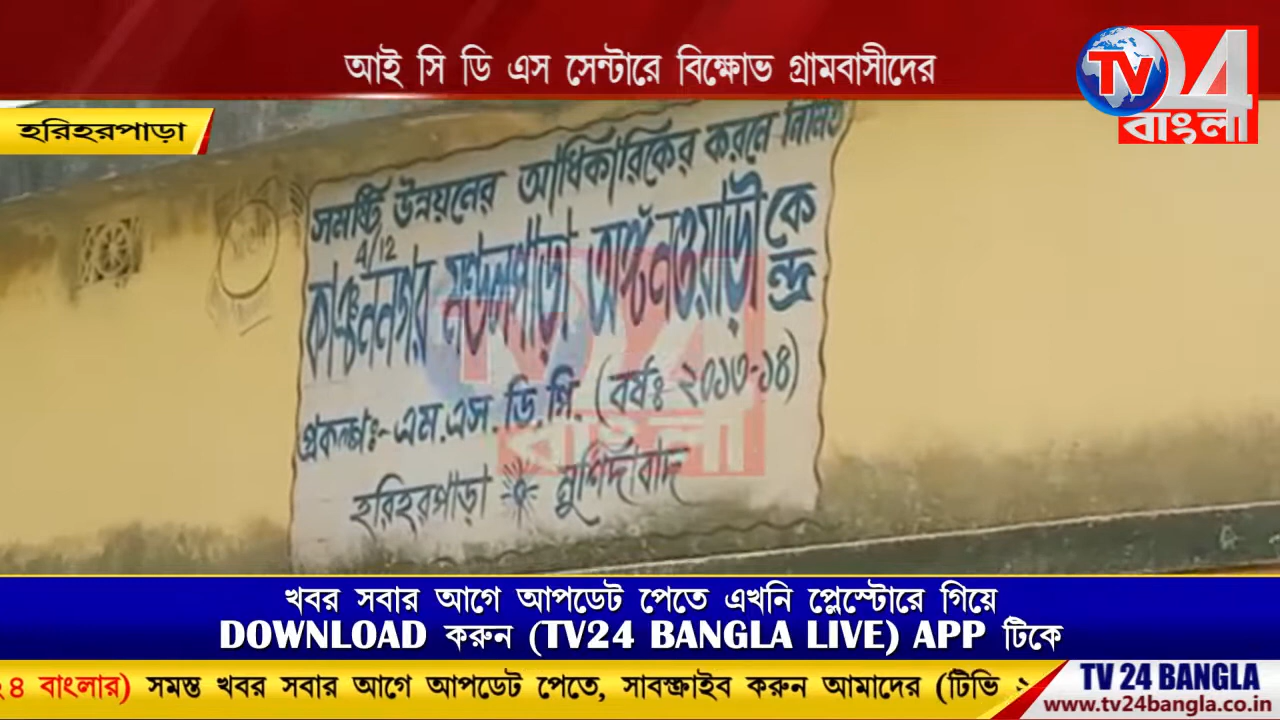 আই সি ডি এস সেন্টারে বিক্ষোভ গ্রামবাসীদের
TV 24
বাংলা
হরিহরপাড়া
সমষ্টি উন্নয়নের আধিকারিকের করনে নির্মিত
4/12
কাঞ্চননগর মণ্ডলপাড়া অঙ্গনওয়াড়ী কেন্দ্র
প্রকল্পঃ- এম.এস.ডি.পি. (বর্ষঃ ২০১৩-১৪)
হরিহরপাড়া মুর্শিদাবাদ
খবর সবার আগে আপডেট পেতে এখনি প্লেস্টোরে গিয়ে
DOWNLOAD করুন (TV24 BANGLA LIVE) APP টিকে
২৪ বাংলার) সমস্ত খবর সবার আগে আপডেট পেতে, সাবস্ক্রাইব করুন আমাদের (টিভি ২
TV 24 BANGLA
www.tv24bangla.co.in